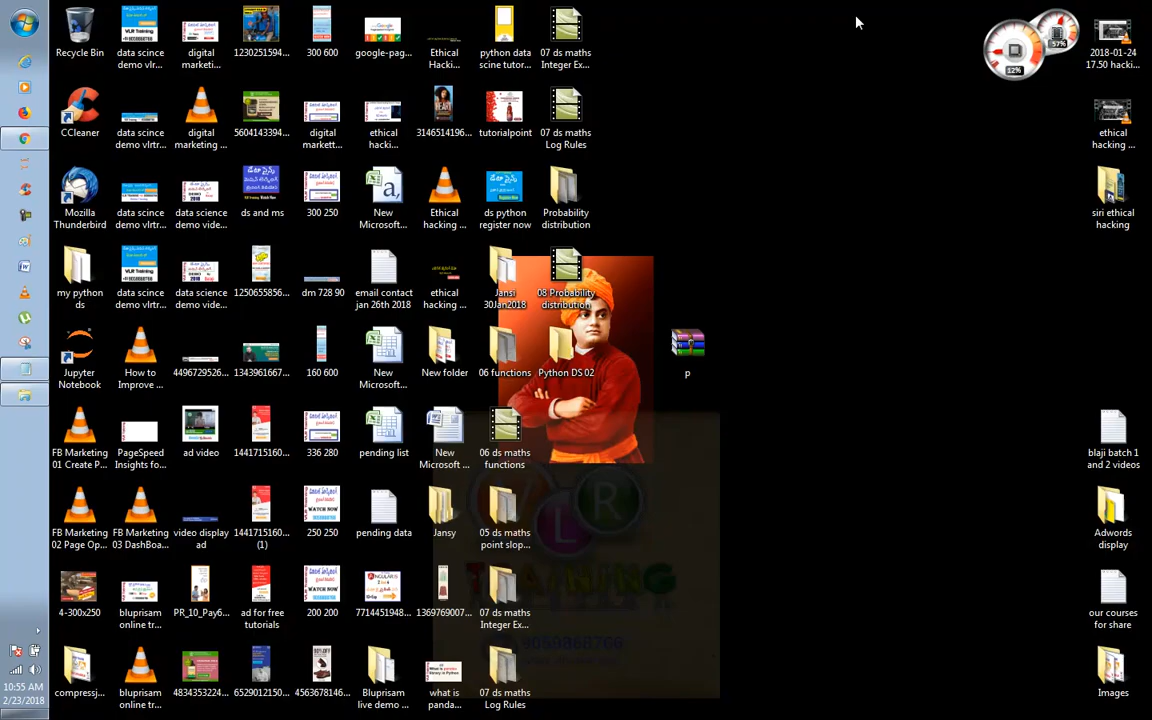 Recycle Bin
data scince
demo vlr...
digital
marketi...
1230251594...
300 600
google-pag...
Ethical
Hacki...
python data
scine tutor...
07 ds maths
Integer Ex...
12%
57%
2018-01-24
17.50 hacki...
CCleaner
data scince
demo vlrtr...
digital
marketing ...
5604143394...
digital
markett...
ethical
hacki...
3146514196...
tutorialpoint
07 ds maths
Log Rules
ethical
hacking ...
Mozilla
Thunderbird
data scince
demo vlrtr...
data science
demo vide...
ds and ms
300 250
New
Microsoft...
Ethical
hacking ...
ds python
register now
Probability
distribution
siri ethical
hacking
my python
ds
data scince
demo vlrtr...
data science
demo vide...
1250655856...
dm 728 90
email contact
jan 26th 2018
ethical
hacking ...
Jansi
30Jan2018
08 Probability
distribution
Jupyter
Notebook
How to
Improve ...
4496729526...
1343961667...
160 600
New
Microsoft...
New folder
06 functions
Python DS 02
p
FB Marketing
01 Create P...
PageSpeed
Insights fo...
ad video
1441715160...
336 280
pending list
New
Microsoft ...
06 ds maths
functions
blaji batch 1
and 2 videos
FB Marketing
02 Page Op...
FB Marketing
03 DashBoa...
video display
ad
1441715160...
(1)
250 250
pending data
Jansy
05 ds maths
point slop...
Adwords
display
VLR
TRAINING
9059868766
4-300x250
bluprisam
online tr...
PR_10_Pay6...
ad for free
tutorials
200 200
7714451948...
1369769007...
07 ds maths
Integer Ex...
our courses
for share
compressj...
bluprisam
online tr...
4834353224...
6529012150...
4563678146...
Bluprisam
live demo ...
what is
panda...
07 ds maths
Log Rules
Images
10:55 AM
2/23/2018